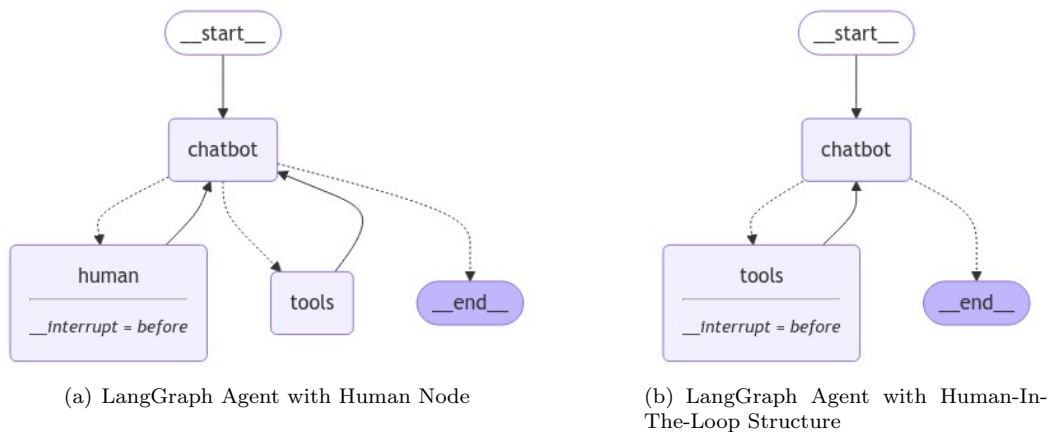 __start__
chatbot
human
__interrupt = before
tools
__end__
(a) LangGraph Agent with Human Node
__start__
chatbot
tools
__interrupt = before
__end__
(b) LangGraph Agent with Human-In-
The-Loop Structure